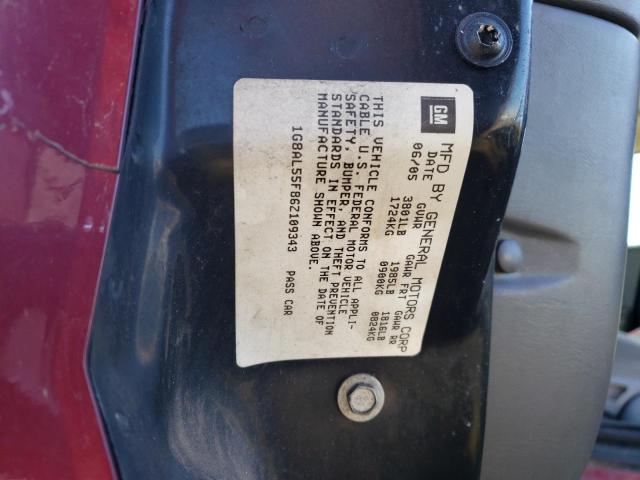 GM
MFD BY GENERAL MOTORS CORP
DATE GVWR GAWR FRT GAWR RR
06/05 3801LB 1985LB 1816LB
1724KG 0900KG 0824KG
THIS VEHICLE CONFORMS TO ALL APPLI-
CABLE U.S. FEDERAL MOTOR VEHICLE
SAFETY, BUMPER, AND THEFT PREVENTION
STANDARDS IN EFFECT ON THE DATE OF
MANUFACTURE SHOWN ABOVE.
1G8AL55F86Z109343 PASS CAR